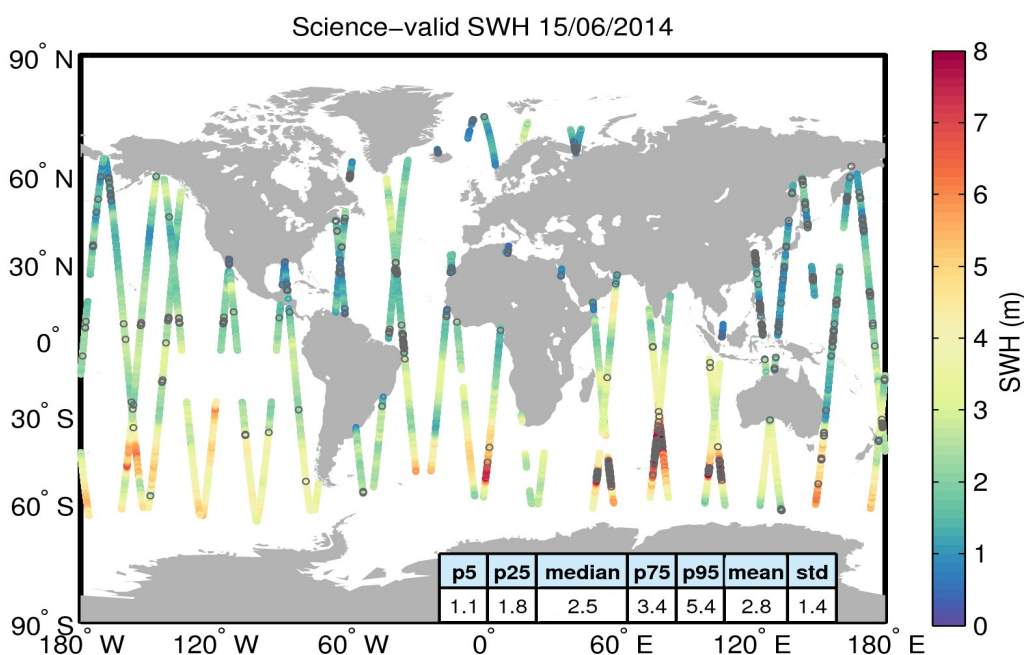 Science−valid SWH 15/06/2014
90° N
60° N
30° N
0°
30° S
60° S
90° S
180° W
120° W
60° W
0°
60° E
120° E
180° E
p5 p25 median p75 p95 mean std
1.1 1.8 2.5 3.4 5.4 2.8 1.4
8
7
6
5
4
3
2
1
0
SWH (m)